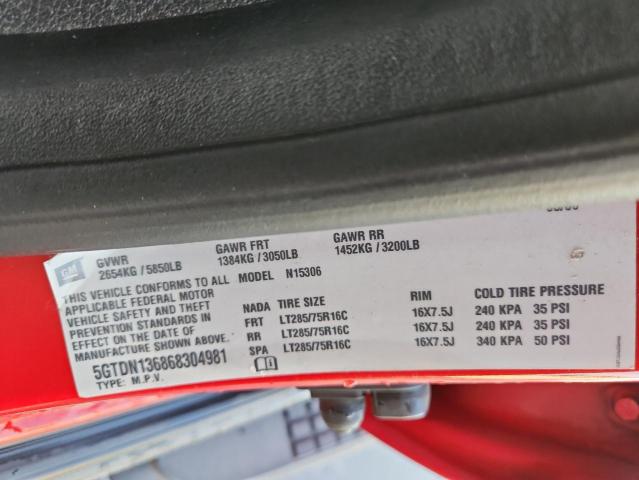 GM
GVWR GAWR FRT GAWR RR
2654KG / 5850LB 1384KG / 3050LB 1452KG / 3200LB
THIS VEHICLE CONFORMS TO ALL MODEL N15306
APPLICABLE FEDERAL MOTOR
VEHICLE SAFETY AND THEFT
PREVENTION STANDARDS IN
EFFECT ON THE DATE OF
MANUFACTURE SHOWN ABOVE.
NADA TIRE SIZE RIM COLD TIRE PRESSURE
FRT LT285/75R16C 16X7.5J 240 KPA 35 PSI
RR LT285/75R16C 16X7.5J 240 KPA 35 PSI
SPA LT285/75R16C 16X7.5J 340 KPA 50 PSI
5GTDN136868304981
TYPE: M.P.V.